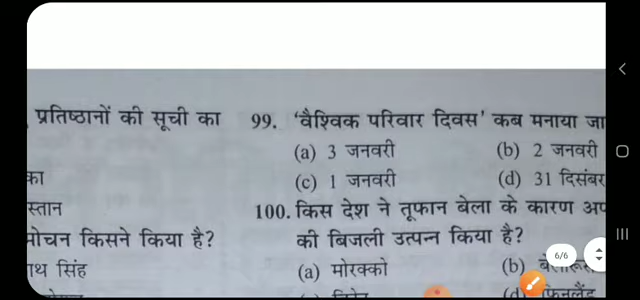 प्रतिष्ठानों की सूची का
का
स्तान
मोचन किसने किया है?
नाथ सिंह
99. 'वैश्विक परिवार दिवस' कब मनाया जा
(a) 3 जनवरी (b) 2 जनवरी
(c) 1 जनवरी (d) 31 दिसंबर
100. किस देश ने तूफान बेला के कारण अप
की बिजली उत्पन्न किया है?
(a) मोरक्को (b) बेलारूस
(d) फिनलैंड
6/6